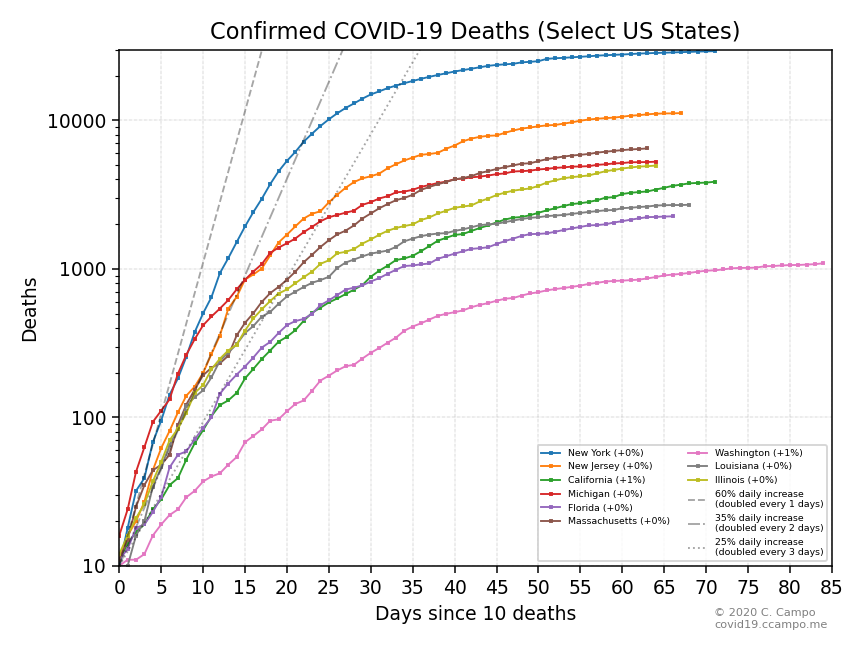 Confirmed COVID-19 Deaths (Select US States)
Deaths
10000
1000
100
10
0 5 10 15 20 25 30 35 40 45 50 55 60 65 70 75 80 85
Days since 10 deaths
New York (+0%)
New Jersey (+0%)
California (+1%)
Michigan (+0%)
Florida (+0%)
Massachusetts (+0%)
Washington (+1%)
Louisiana (+0%)
Illinois (+0%)
60% daily increase
(doubled every 1 days)
35% daily increase
(doubled every 2 days)
25% daily increase
(doubled every 3 days)
© 2020 C. Campo
covid19.ccampo.me